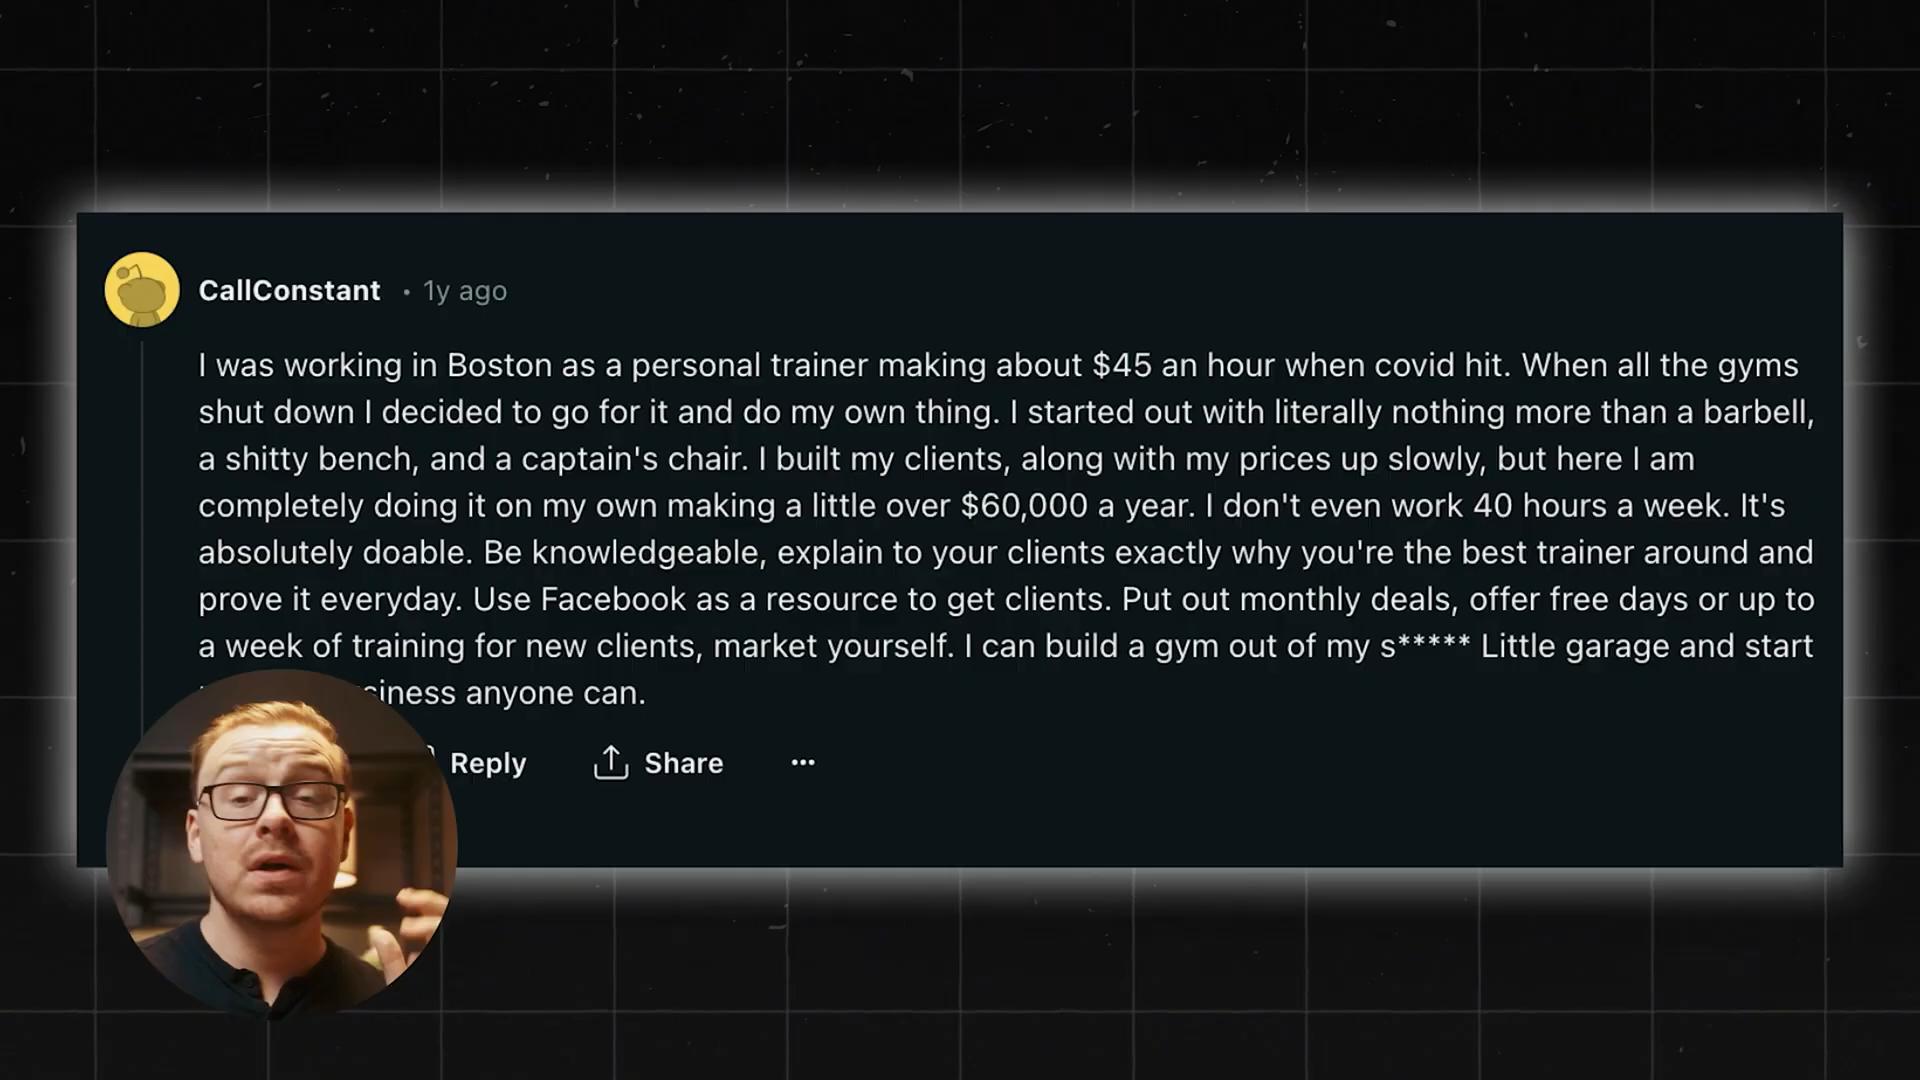 CallConstant • 1y ago
I was working in Boston as a personal trainer making about $45 an hour when covid hit. When all the gyms
shut down I decided to go for it and do my own thing. I started out with literally nothing more than a barbell,
a shitty bench, and a captain's chair. I built my clients, along with my prices up slowly, but here I am
completely doing it on my own making a little over $60,000 a year. I don't even work 40 hours a week. It's
absolutely doable. Be knowledgeable, explain to your clients exactly why you're the best trainer around and
prove it everyday. Use Facebook as a resource to get clients. Put out monthly deals, offer free days or up to
a week of training for new clients, market yourself. I can build a gym out of my s***** Little garage and start
anyone can.
Reply Share ...